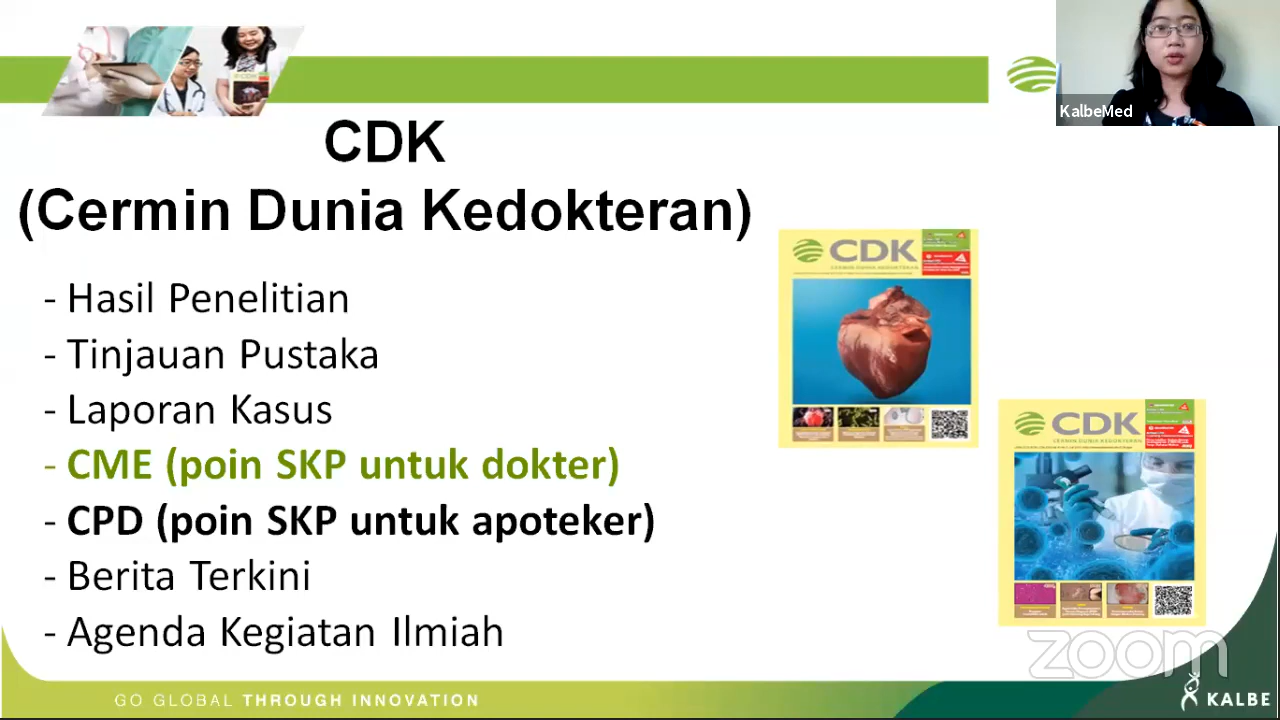 KalbeMed
CDK
(Cermin Dunia Kedokteran)
- Hasil Penelitian
- Tinjauan Pustaka
- Laporan Kasus
- CME (poin SKP untuk dokter)
- CPD (poin SKP untuk apoteker)
- Berita Terkini
- Agenda Kegiatan Ilmiah
CDK
CERMIN DUNIA KEDOKTERAN
CDK
CERMIN DUNIA KEDOKTERAN
CDK
zoom
GO GLOBAL THROUGH INNOVATION
KALBE